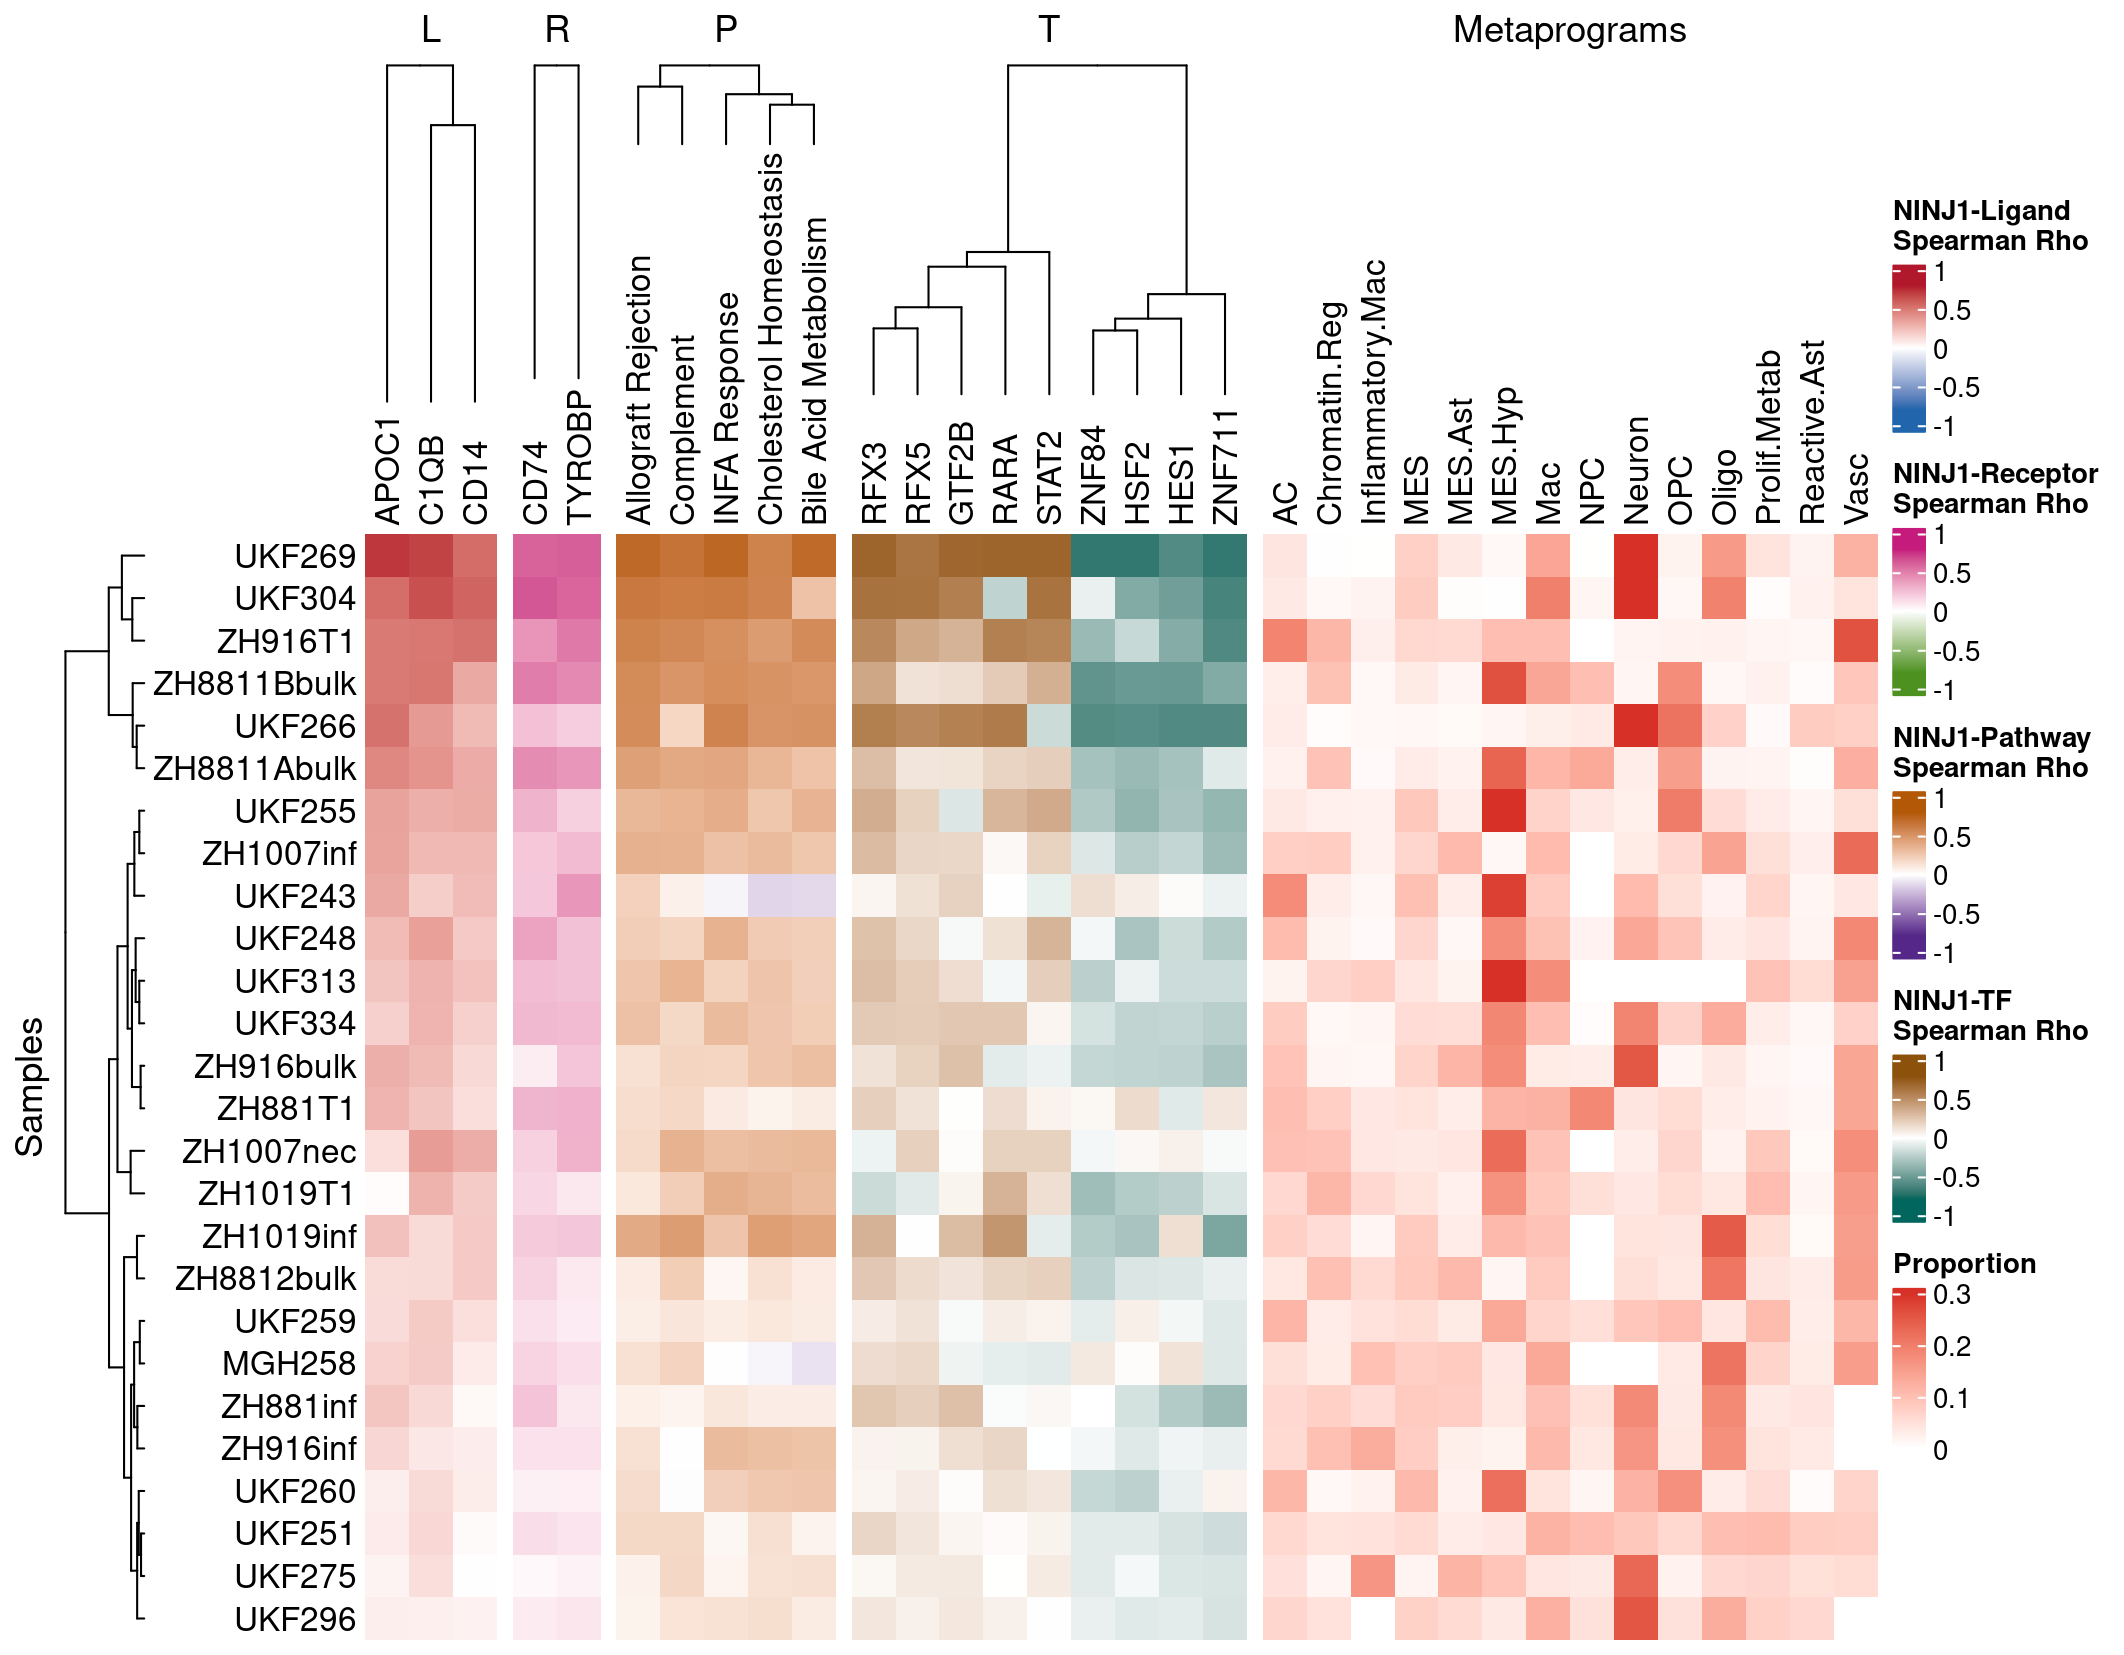 L
R
P
T
Metaprograms
APOC1
C1QB
CD14
CD74
TYROBP
Allograft Rejection
Complement
INFA Response
Cholesterol Homeostasis
Bile Acid Metabolism
RFX3
RFX5
GTF2B
RARA
STAT2
ZNF84
HSF2
HES1
ZNF711
AC
Chromatin.Reg
Inflammatory.Mac
MES
MES.Ast
MES.Hyp
Mac
NPC
Neuron
OPC
Oligo
Prolif.Metab
Reactive.Ast
Vasc
Samples
UKF269
UKF304
ZH916T1
ZH8811Bbulk
UKF266
ZH8811Abulk
UKF255
ZH1007inf
UKF243
UKF248
UKF313
UKF334
ZH916bulk
ZH881T1
ZH1007nec
ZH1019T1
ZH1019inf
ZH8812bulk
UKF259
MGH258
ZH881inf
ZH916inf
UKF260
UKF251
UKF275
UKF296
NINJ1-Ligand
Spearman Rho
1
0.5
0
-0.5
-1
NINJ1-Receptor
Spearman Rho
1
0.5
0
-0.5
-1
NINJ1-Pathway
Spearman Rho
1
0.5
0
-0.5
-1
NINJ1-TF
Spearman Rho
1
0.5
0
-0.5
-1
Proportion
0.3
0.2
0.1
0